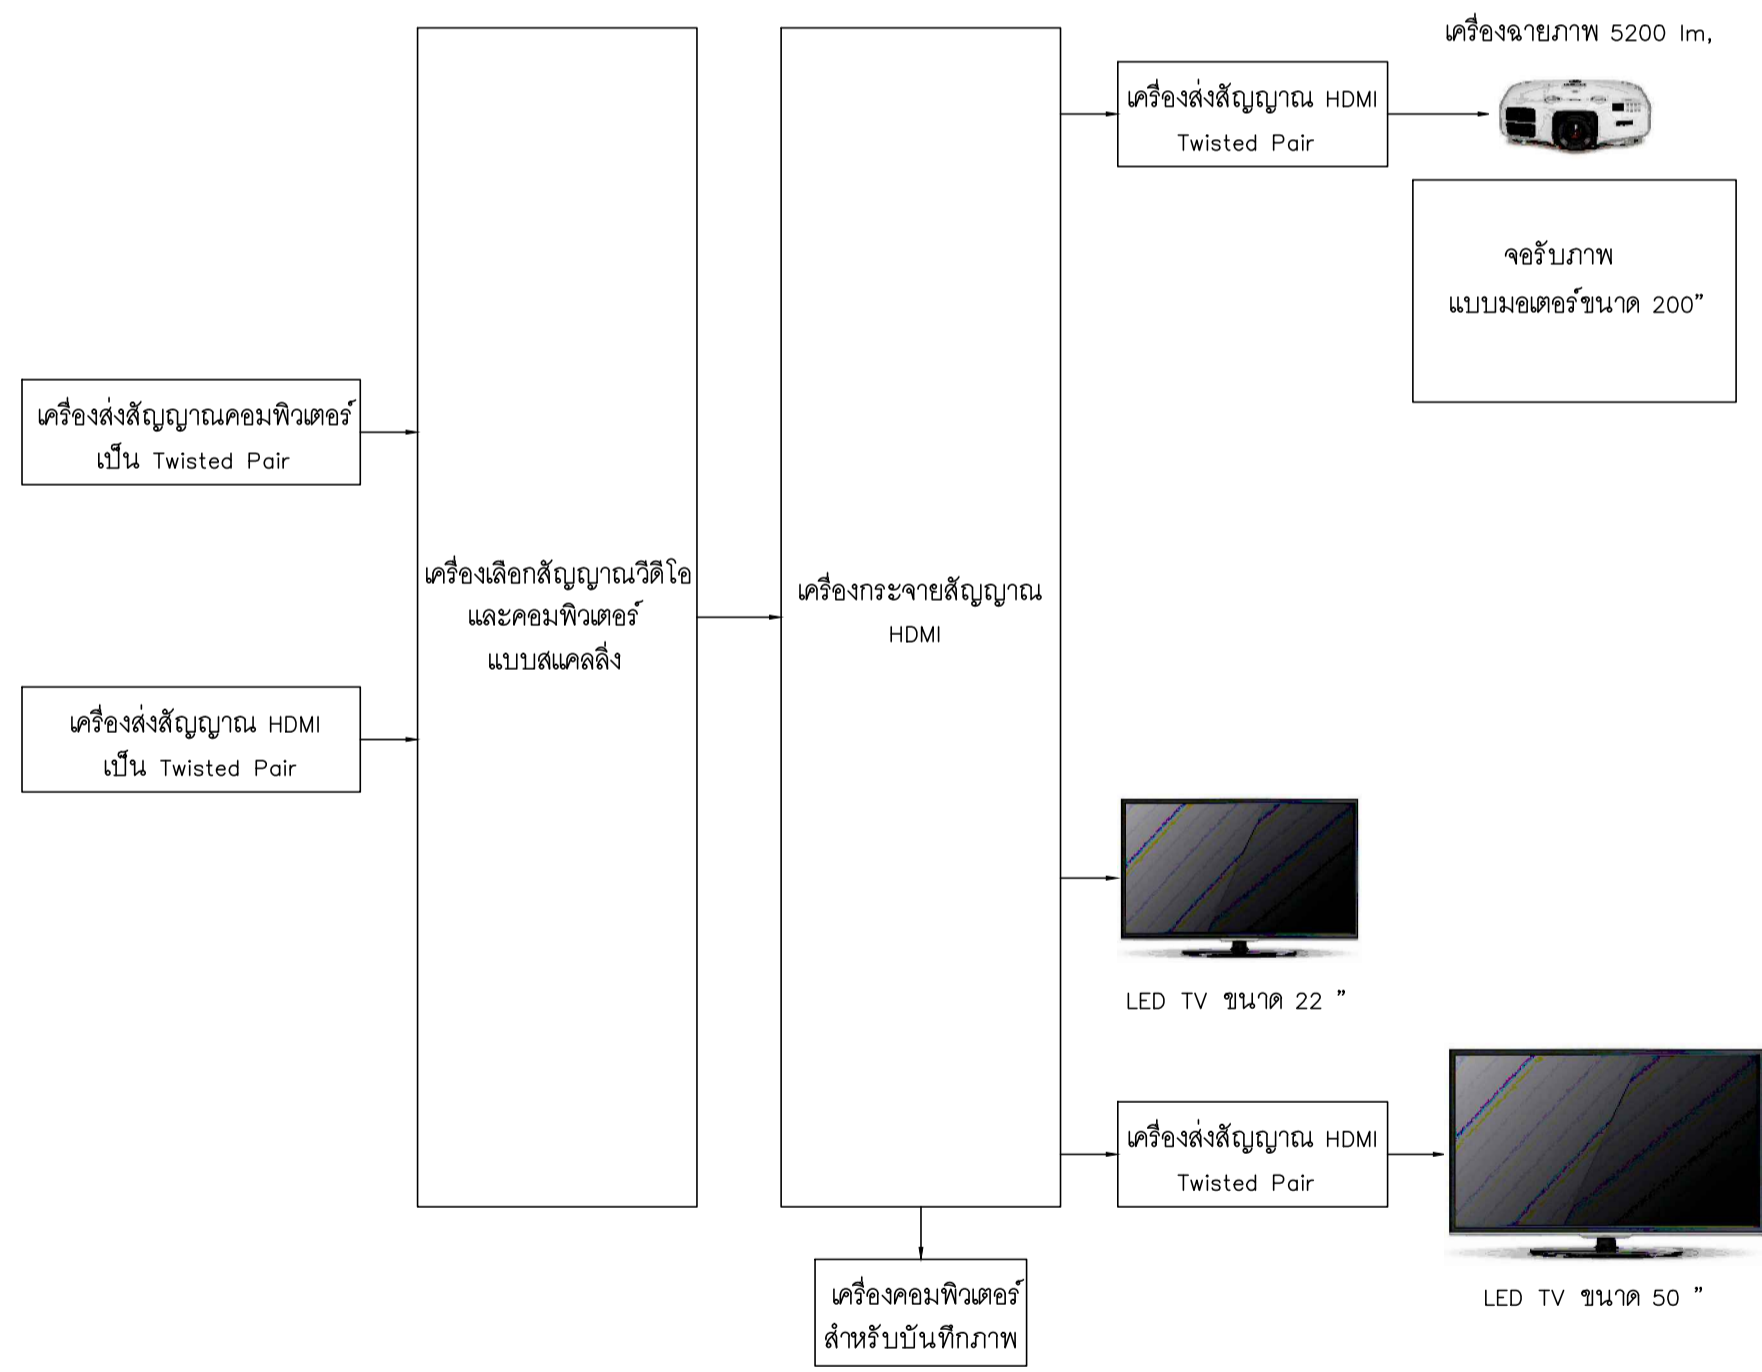 เครื่องฉายภาพ 5200 lm,
เครื่องส่งสัญญาณ HDMI
Twisted Pair
จอรับภาพ
แบบมอเตอร์ขนาด 200”
เครื่องส่งสัญญาณคอมพิวเตอร์
เป็น Twisted Pair
เครื่องเลือกสัญญาณวีดีโอ
และคอมพิวเตอร์
แบบสแคลลิ่ง
เครื่องกระจายสัญญาณ
HDMI
เครื่องส่งสัญญาณ HDMI
เป็น Twisted Pair
LED TV ขนาด 22 ”
เครื่องส่งสัญญาณ HDMI
Twisted Pair
LED TV ขนาด 50 ”
เครื่องคอมพิวเตอร์
สำหรับบันทึกภาพ